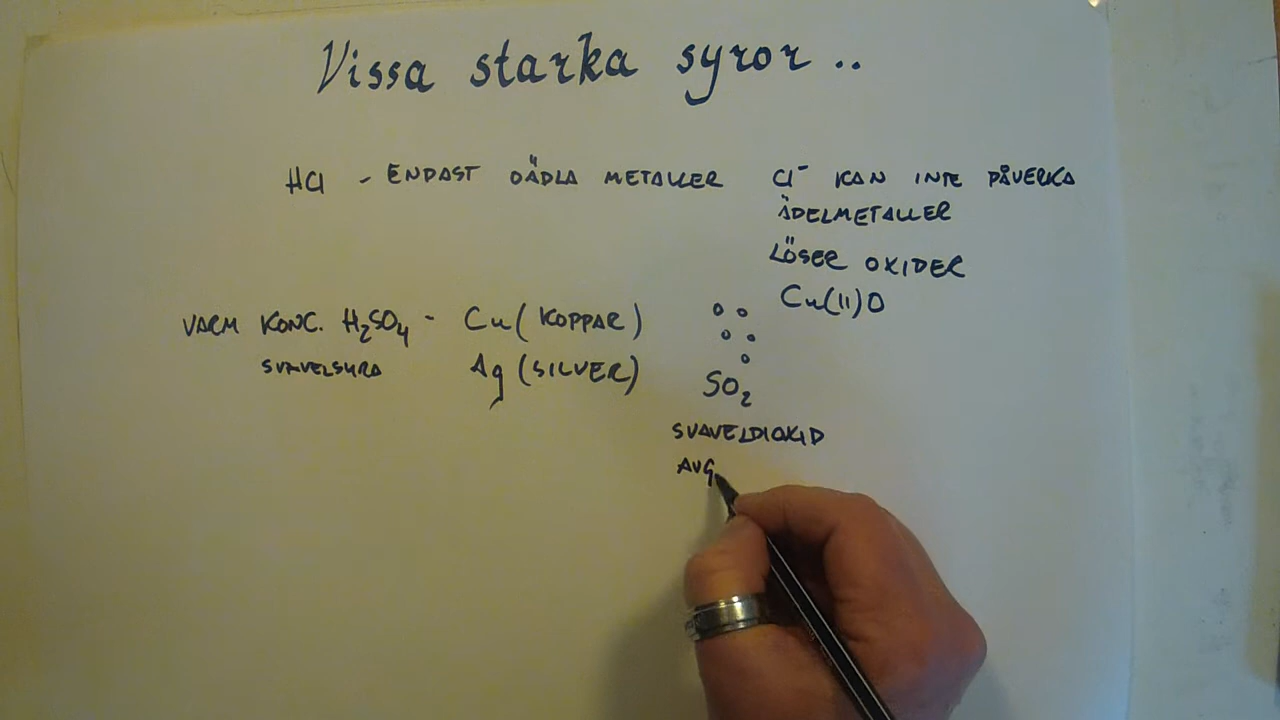 Vissa starka syror ..
HCl - ENDAST OÄDLA METALLER Cl⁻ KAN INTE PÅVERKA
ÄDELMETALLER
LÖSER OXIDER
Cu(II)O
VARM KONC. H₂SO₄ - Cu (KOPPAR)
SVAVELSYRA Ag (SILVER)
SO₂
SVAVELDIOXID
AVG